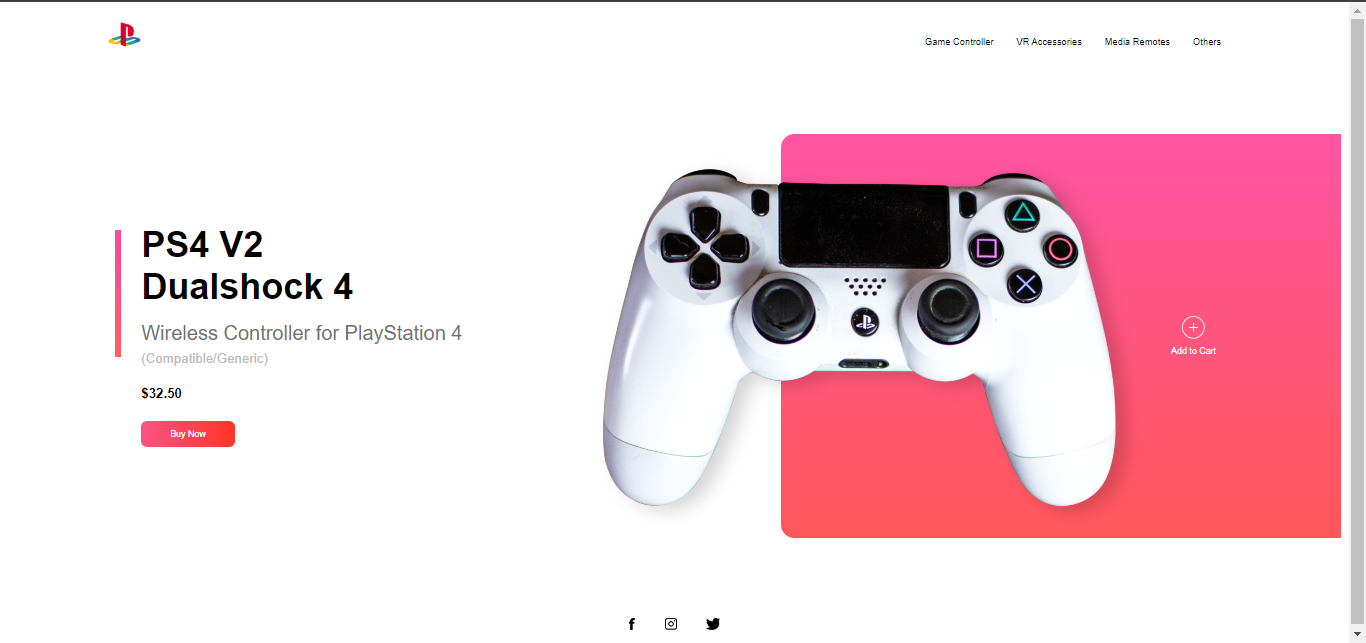 Game Controller VR Accessories Media Remotes Others
PS4 V2
Dualshock 4
Wireless Controller for PlayStation 4
(Compatible/Generic)
$32.50
Buy Now
Add to Cart